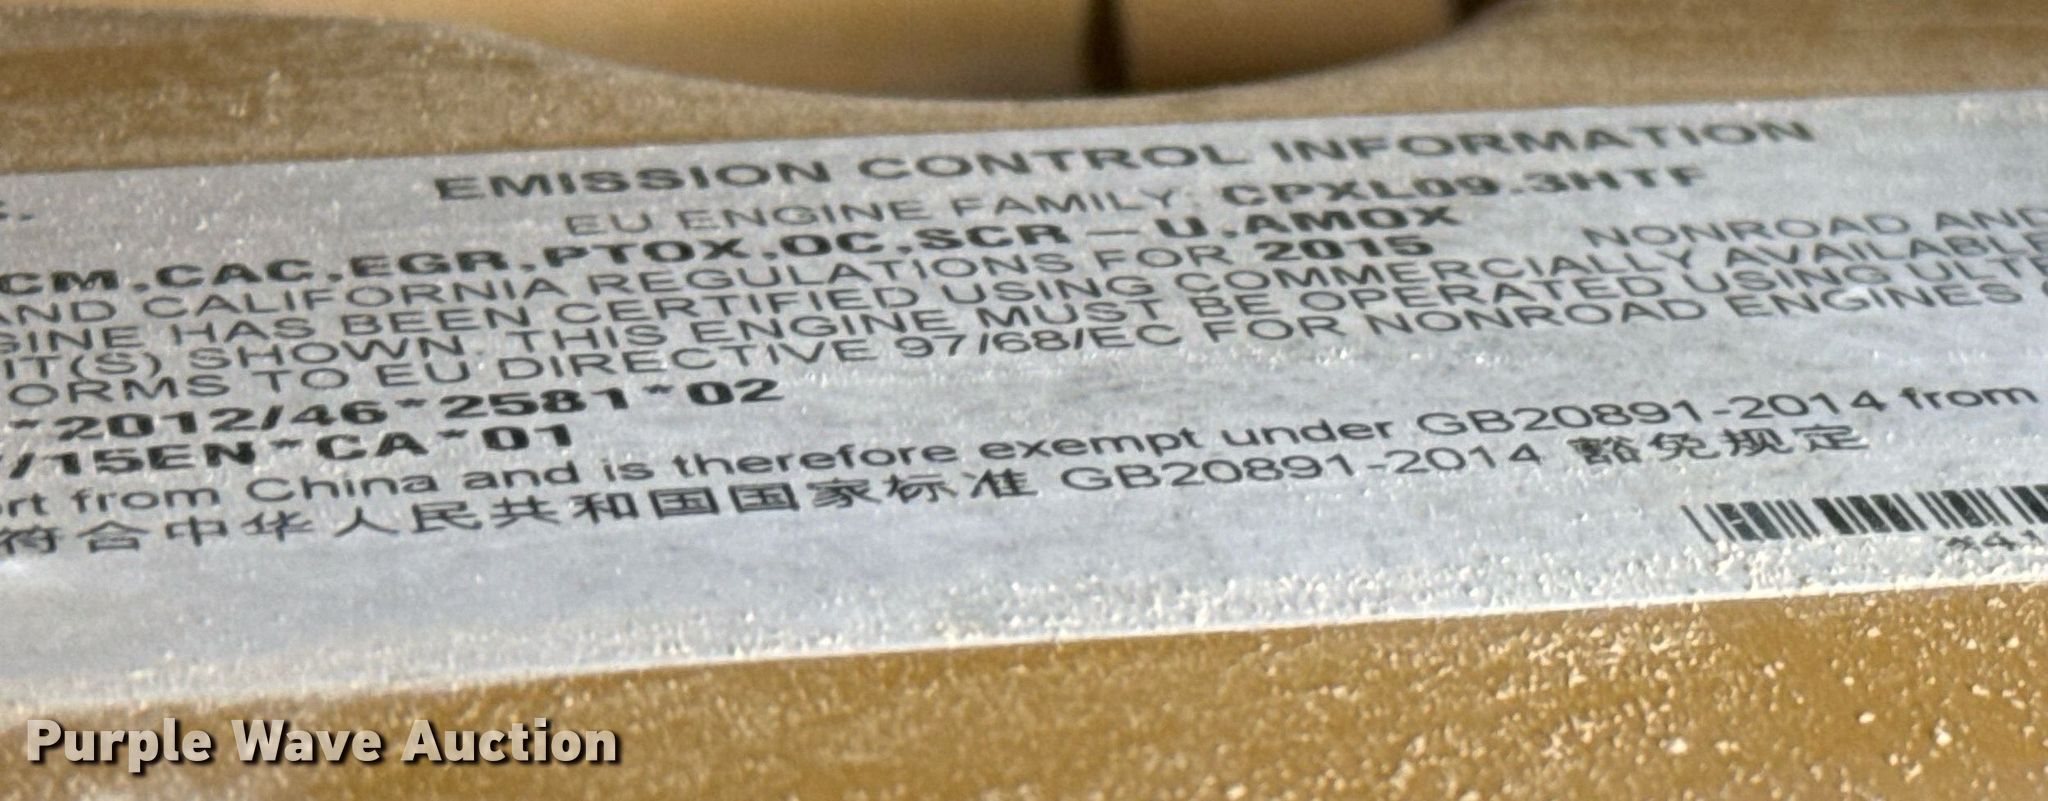 EMISSION CONTROL INFORMATION
EU ENGINE FAMILY: CPXL09.3HTF
CM,CAC,EGR,PTOX,OC,SCR-U,AMOX
NONROAD AND
AND CALIFORNIA REGULATIONS FOR 2015
GINE HAS BEEN CERTIFIED USING COMMERCIALLY AVAILABLE
IT(S) SHOWN. THIS ENGINE MUST BE OPERATED USING ULTR
ORMS TO EU DIRECTIVE 97/68/EC FOR NONROAD ENGINES
*2012/46*2581*02
/15EN*CA*01
rt from China and is therefore exempt under GB20891-2014 from
符合中华人民共和国国家标准 GB20891-2014 豁免规定
*41
Purple Wave Auction